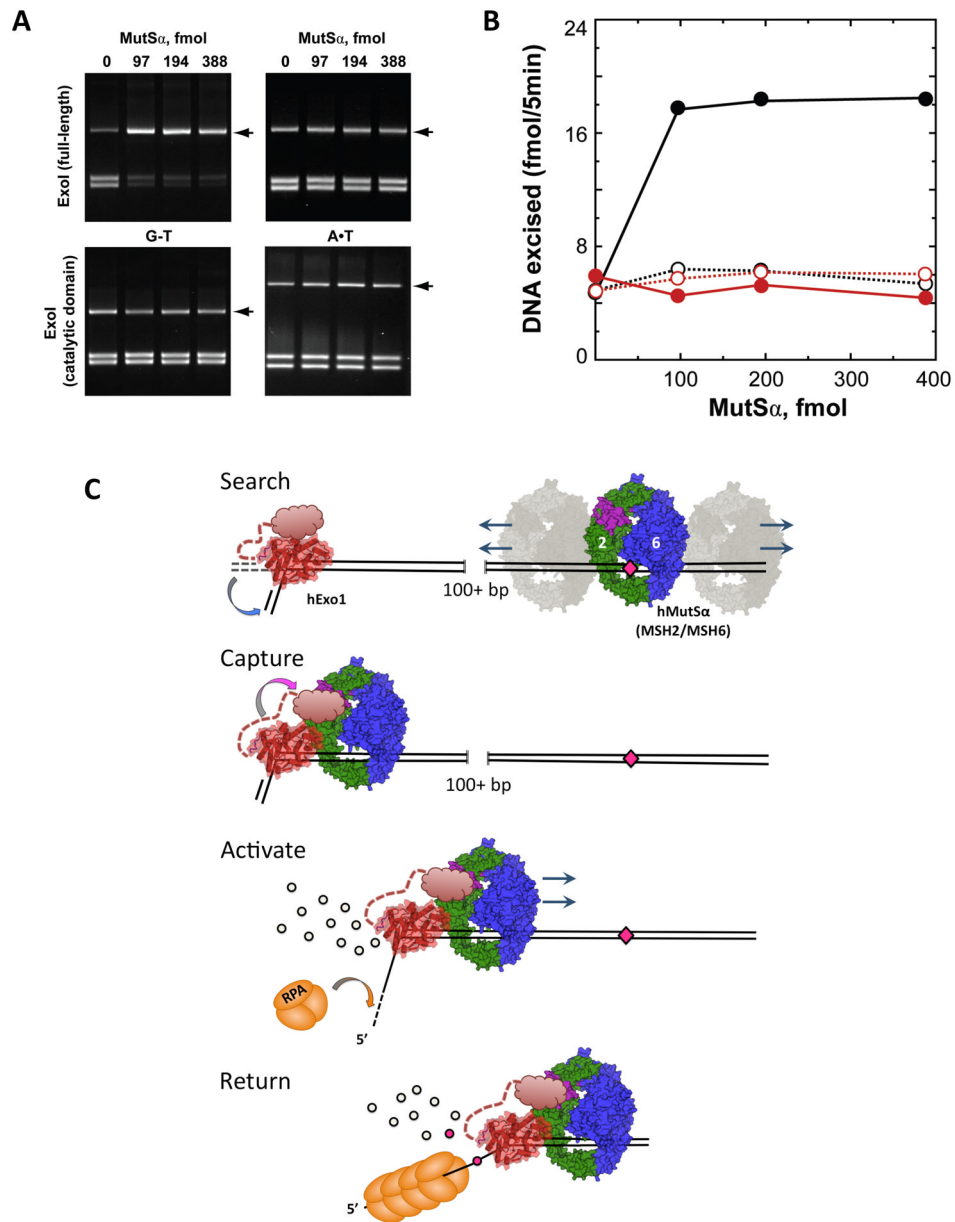 A
MutSα, fmol
0 97 194 388
MutSα, fmol
0 97 194 388
ExoI (full-length)
G-T
A•T
ExoI
(catalytic domain)
B
DNA excised (fmol/5min)
24
16
8
0
0 100 200 300 400
MutSα, fmol
C
Search
2 6
hExo1
100+ bp
hMutSα
(MSH2/MSH6)
Capture
100+ bp
Activate
RPA
5'
Return
5'